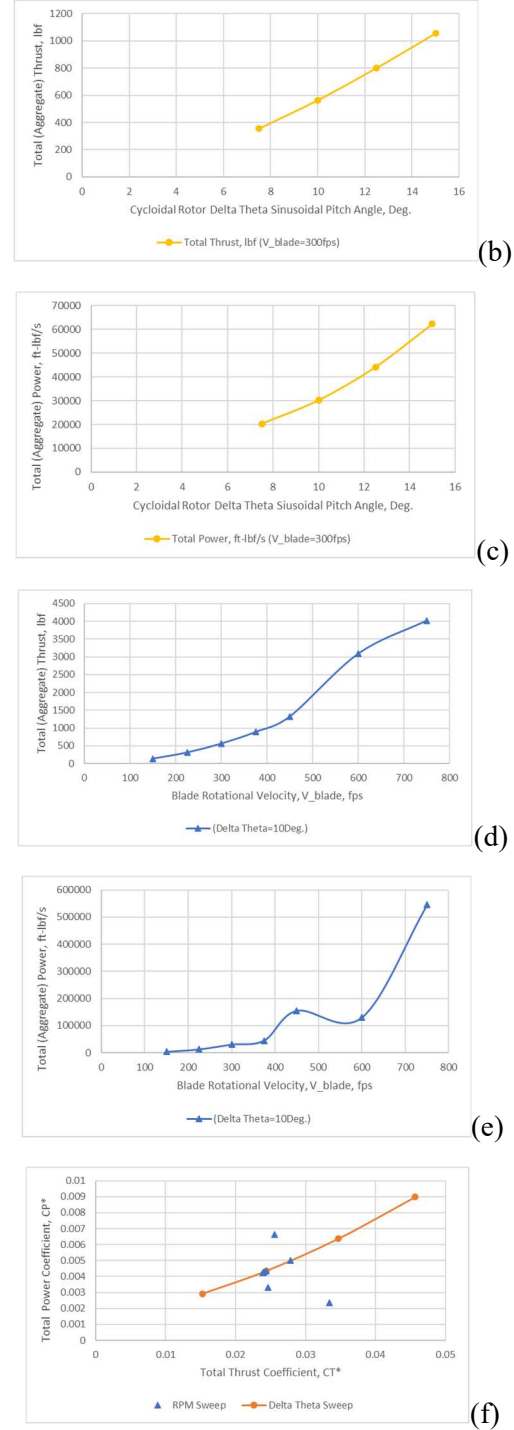 1200
1000
800
600
400
200
0
Total (Aggregate) Thrust, lbf
0 2 4 6 8 10 12 14 16
Cycloidal Rotor Delta Theta Sinusoidal Pitch Angle, Deg.
Total Thrust, lbf (V_blade=300fps)
(b)
70000
60000
50000
40000
30000
20000
10000
0
Total (Aggregate) Power, ft-lbf/s
0 2 4 6 8 10 12 14 16
Cycloidal Rotor Delta Theta Siusoidal Pitch Angle, Deg.
Total Power, ft-lbf/s (V_blade=300fps)
(c)
4500
4000
3500
3000
2500
2000
1500
1000
500
0
Total (Aggregate) Thrust, lbf
0 100 200 300 400 500 600 700 800
Blade Rotational Velocity, V_blade, fps
(Delta Theta=10Deg.)
(d)
600000
500000
400000
300000
200000
100000
0
Total (Aggregate) Power, ft-lbf/s
0 100 200 300 400 500 600 700 800
Blade Rotational Velocity, V_blade, fps
(Delta Theta=10Deg.)
(e)
0.01
0.009
0.008
0.007
0.006
0.005
0.004
0.003
0.002
0.001
0
Total Power Coefficient, CP*
0 0.01 0.02 0.03 0.04 0.05
Total Thrust Coefficient, CT*
RPM Sweep Delta Theta Sweep
(f)